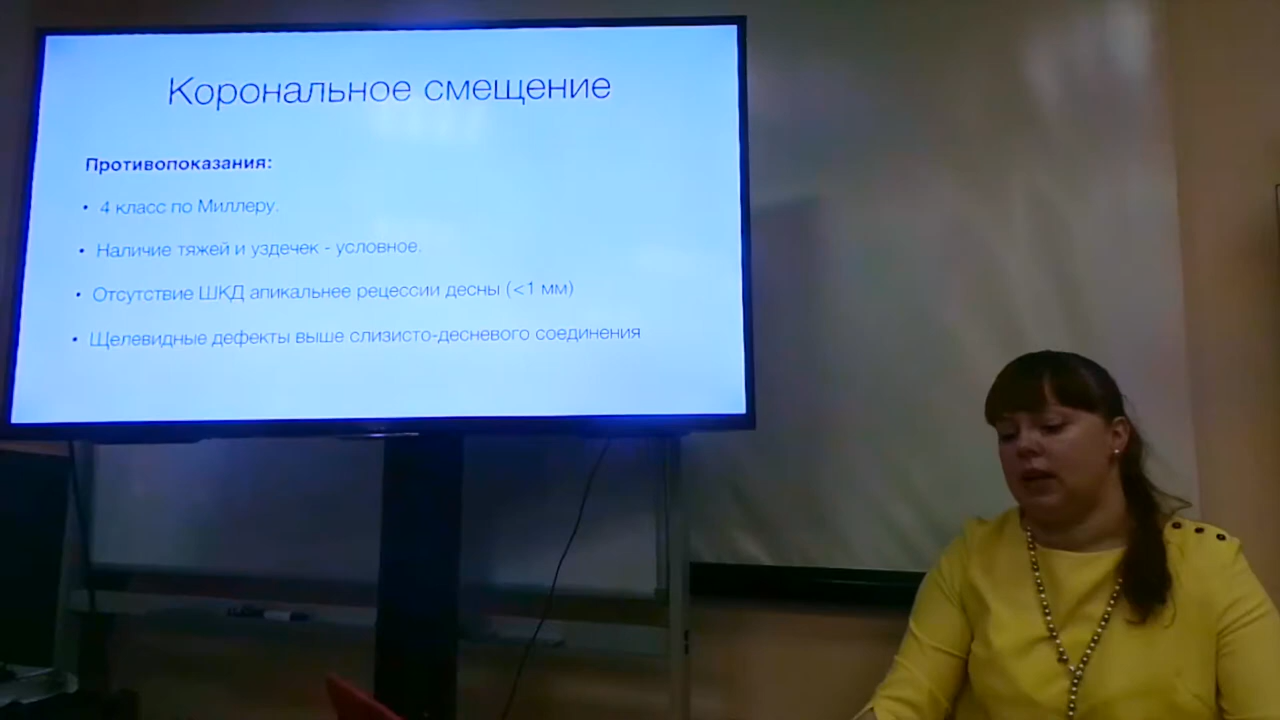 Корональное смещение
Противопоказания:
• 4 класс по Миллеру.
• Наличие тяжей и уздечек - условное.
• Отсутствие ШКД апикальнее рецессии десны (<1 мм)
• Щелевидные дефекты выше слизисто-десневого соединения